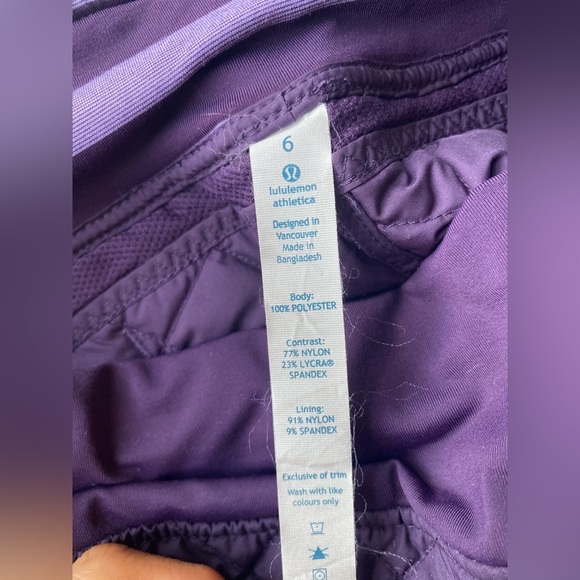 6
lululemon
athletica
Designed in
Vancouver
Made in
Bangladesh
Body:
100% POLYESTER
Contrast:
77% NYLON
23% LYCRA®
SPANDEX
Lining:
91% NYLON
9% SPANDEX
Exclusive of trim
Wash with like
colours only